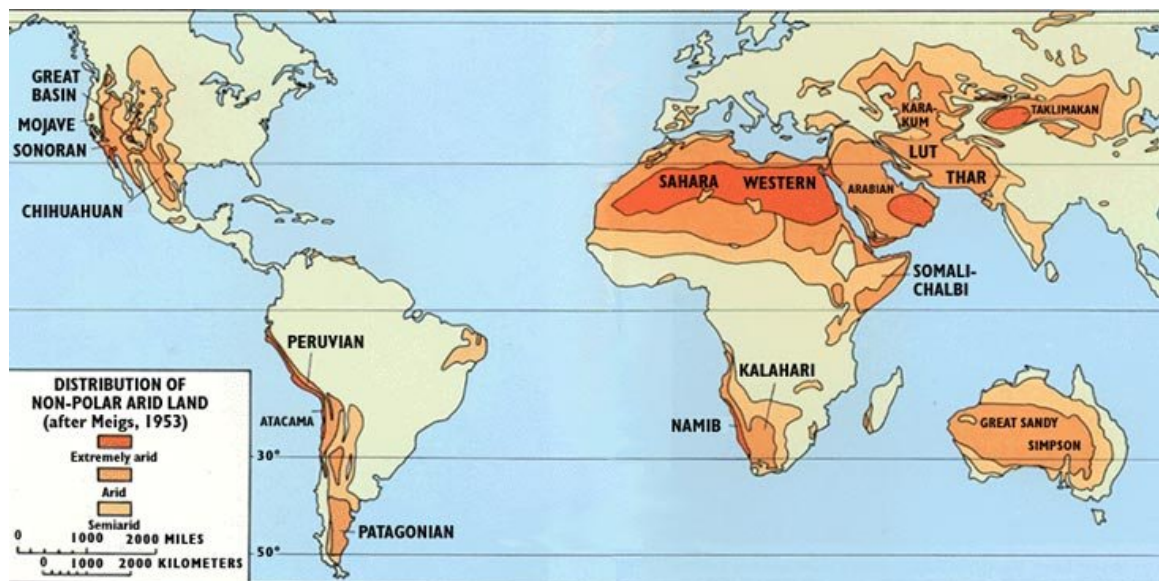 GREAT
BASIN
MOJAVE
SONORAN
CHIHUAHUAN
KARA-
KUM
TAKLIMAKAN
LUT
THAR
SAHARA
WESTERN
ARABIAN
SOMALI-
CHALBI
PERUVIAN
ATACAMA
PATAGONIAN
KALAHARI
NAMIB
GREAT SANDY
SIMPSON
30°
50°
DISTRIBUTION OF
NON-POLAR ARID LAND
(after Meigs, 1953)
Extremely arid
Arid
Semiarid
0 1000 2000 MILES
0 1000 2000 KILOMETERS